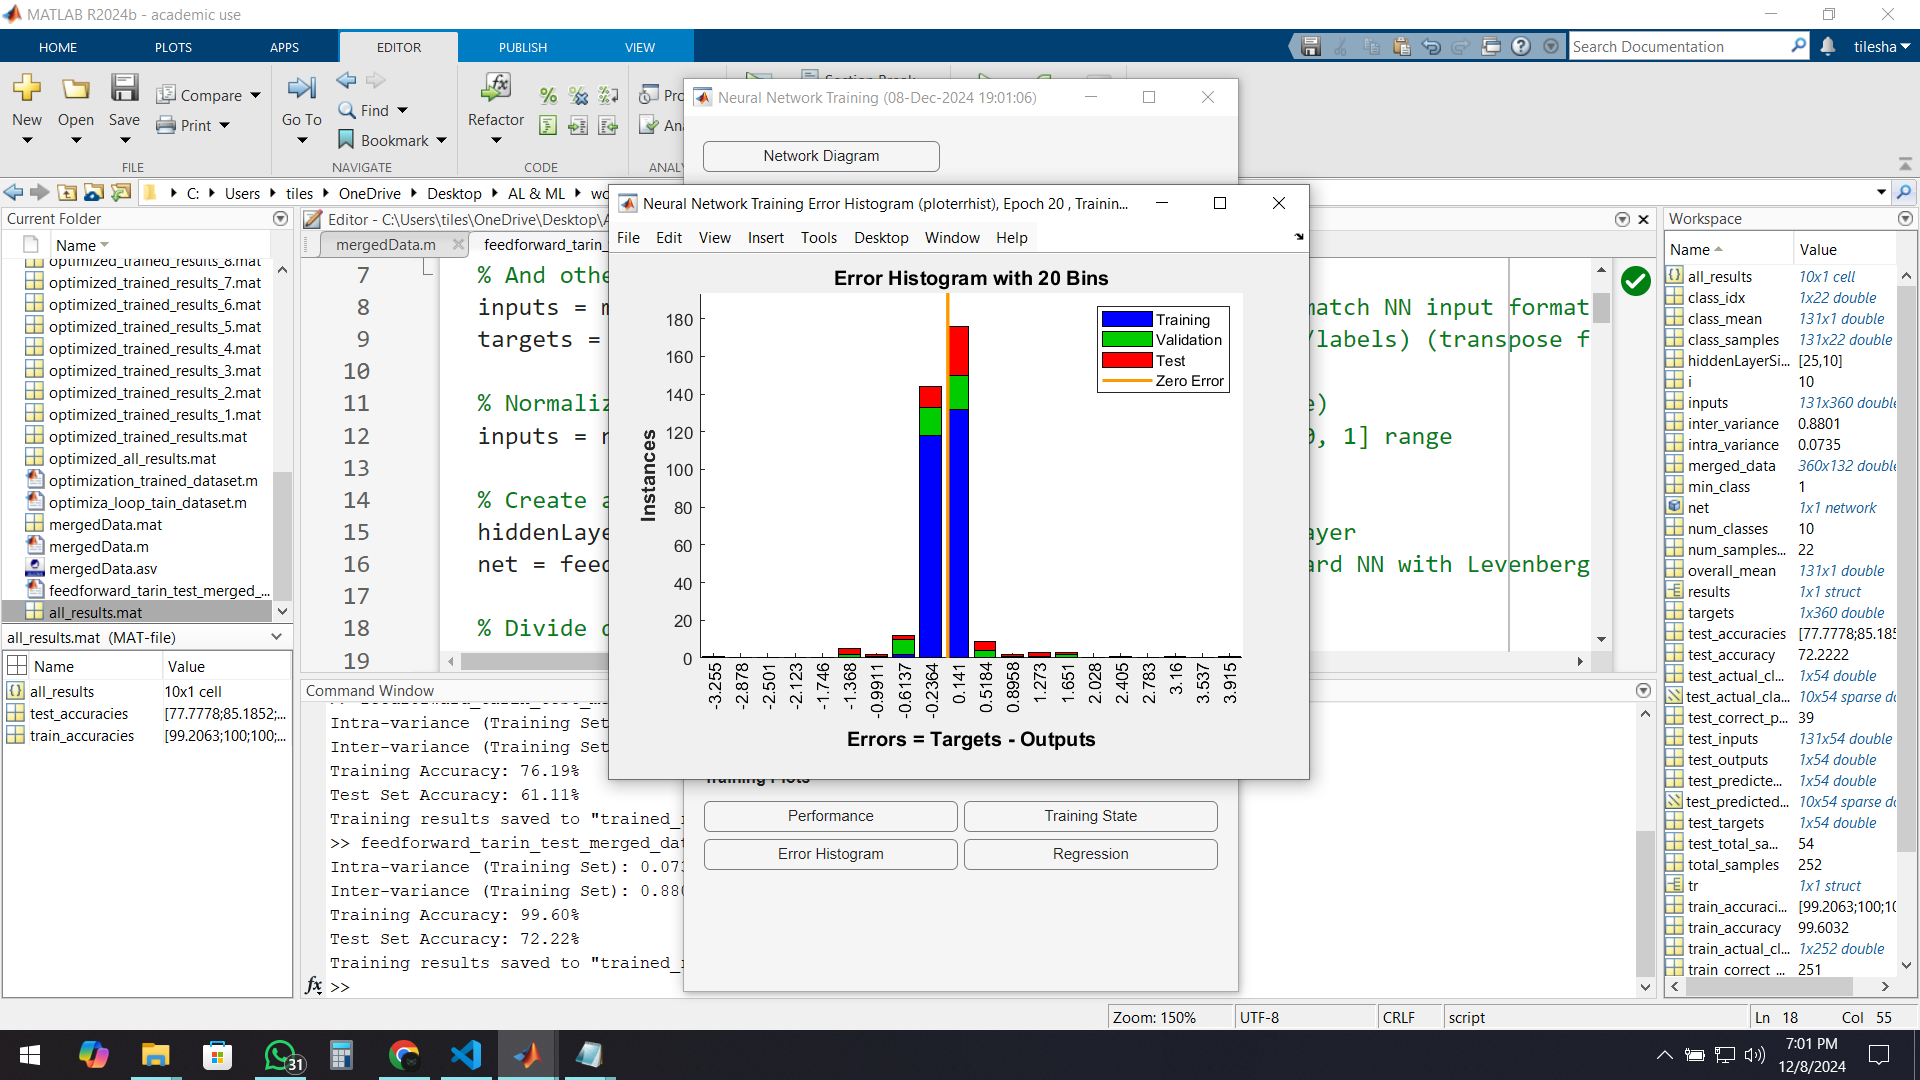 MATLAB R2024b - academic use
HOME PLOTS APPS EDITOR PUBLISH VIEW
Search Documentation
tilesha
New Open Save
Compare
Print
FILE
Go To
Find
Bookmark
NAVIGATE
Refactor
CODE
C: Users tiles OneDrive Desktop AL & ML
Current Folder
Name
optimized_trained_results_8.mat
optimized_trained_results_7.mat
optimized_trained_results_6.mat
optimized_trained_results_5.mat
optimized_trained_results_4.mat
optimized_trained_results_3.mat
optimized_trained_results_2.mat
optimized_trained_results_1.mat
optimized_trained_results.mat
optimized_all_results.mat
optimization_trained_dataset.m
optimiza_loop_tain_dataset.m
mergedData.mat
mergedData.m
mergedData.asv
feedforward_tarin_test_merged_...
all_results.mat
all_results.mat (MAT-file)
Name Value
all_results 10x1 cell
test_accuracies [77.7778;85.1852;...
train_accuracies [99.2063;100;100;...
Editor - C:\Users\tiles\OneDrive\Desktop\A
mergedData.m feedforward_tarin_
7 % And othe
8 inputs = m match NN input format
9 targets = /labels) (transpose f
10
11 % Normaliz e)
12 inputs = 0, 1] range
13
14 % Create a
15 hiddenLaye ayer
16 net = feed ard NN with Levenberg
17
18 % Divide
19
Neural Network Training (08-Dec-2024 19:01:06)
Network Diagram
Neural Network Training Error Histogram (ploterrhist), Epoch 20 , Trainin...
File Edit View Insert Tools Desktop Window Help
Error Histogram with 20 Bins
Instances
180
160
140
120
100
80
60
40
20
0
Training
Validation
Test
Zero Error
-3.255 -2.878 -2.501 -2.123 -1.746 -1.368 -0.9911 -0.6137 -0.2364 0.141 0.5184 0.8958 1.273 1.651 2.028 2.405 2.783 3.16 3.537 3.915
Errors = Targets - Outputs
Training Plots
Performance Training State
Error Histogram Regression
Command Window
Intra-variance (Training Set
Inter-variance (Training Set
Training Accuracy: 76.19%
Test Set Accuracy: 61.11%
Training results saved to "trained_
>> feedforward_tarin_test_merged_dat
Intra-variance (Training Set): 0.073
Inter-variance (Training Set): 0.880
Training Accuracy: 99.60%
Test Set Accuracy: 72.22%
Training results saved to "trained_
fx >>
Workspace
Name Value
all_results 10x1 cell
class_idx 1x22 double
class_mean 131x1 double
class_samples 131x22 double
hiddenLayerSi... [25,10]
i 10
inputs 131x360 double
inter_variance 0.8801
intra_variance 0.0735
merged_data 360x132 double
min_class 1
net 1x1 network
num_classes 10
num_samples... 22
overall_mean 131x1 double
results 1x1 struct
targets 1x360 double
test_accuracies [77.7778;85.185
test_accuracy 72.2222
test_actual_cl... 1x54 double
test_actual_cla... 10x54 sparse do
test_correct_p... 39
test_inputs 131x54 double
test_outputs 1x54 double
test_predicte... 1x54 double
test_predicted... 10x54 sparse do
test_targets 1x54 double
test_total_sa... 54
total_samples 252
tr 1x1 struct
train_accuraci... [99.2063;100;10
train_accuracy 99.6032
train_actual_cl... 1x252 double
train_correct_... 251
Zoom: 150% UTF-8 CRLF script Ln 18 Col 55
31
7:01 PM
12/8/2024